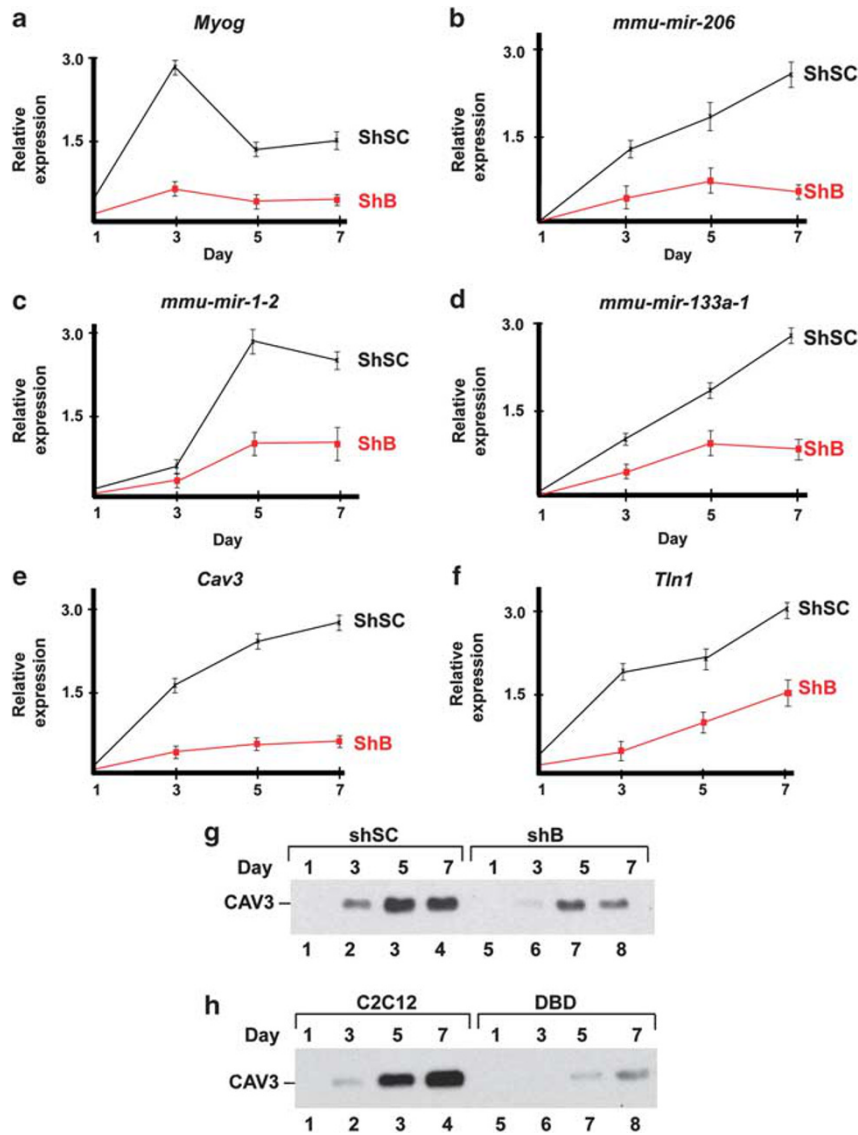 a
Myog
Relative expression
3.0
1.5
ShSC
ShB
1 3 5 7
Day
b
mmu-mir-206
Relative expression
3.0
1.5
ShSC
ShB
1 3 5 7
Day
c
mmu-mir-1-2
Relative expression
3.0
1.5
ShSC
ShB
1 3 5 7
Day
d
mmu-mir-133a-1
Relative expression
3.0
1.5
ShSC
ShB
1 3 5 7
Day
e
Cav3
Relative expression
3.0
1.5
ShSC
ShB
1 3 5 7
f
Tln1
Relative expression
3.0
1.5
ShSC
ShB
1 3 5 7
g
shSC shB
Day 1 3 5 7 1 3 5 7
CAV3
1 2 3 4 5 6 7 8
h
C2C12 DBD
Day 1 3 5 7 1 3 5 7
CAV3
1 2 3 4 5 6 7 8